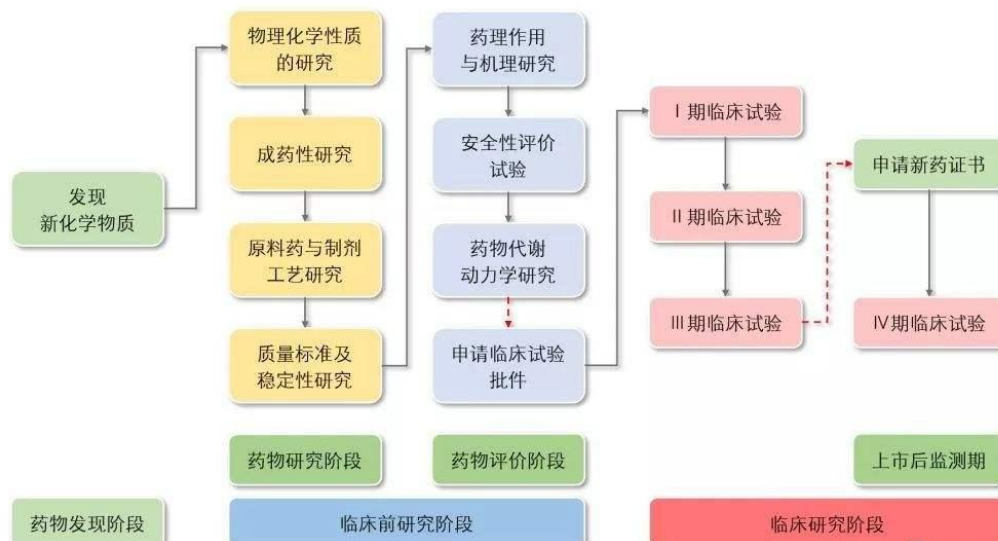 发现
新化学物质
物理化学性质
的研究
成药性研究
原料药与制剂
工艺研究
质量标准及
稳定性研究
药理作用
与机理研究
安全性评价
试验
药物代谢
动力学研究
申请临床试验
批件
I 期临床试验
II 期临床试验
III期临床试验
申请新药证书
IV期临床试验
药物研究阶段
药物评价阶段
上市后监测期
药物发现阶段
临床前研究阶段
临床研究阶段